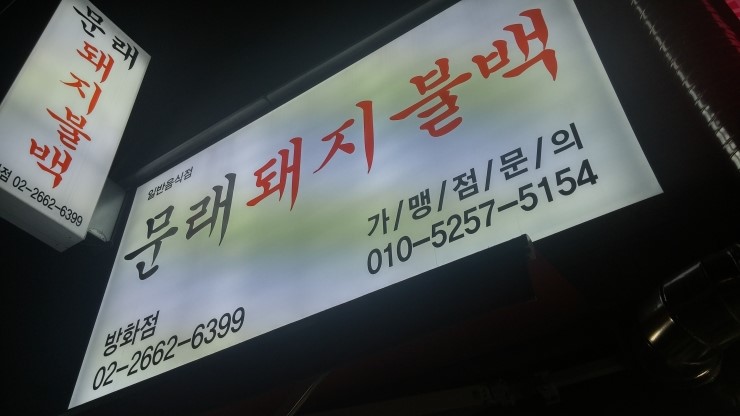 문래
돼지불백
점 02-2662-6399
일반음식점
문래돼지불백
가/맹/점/문/의
010-5257-5154
방화점
02-2662-6399